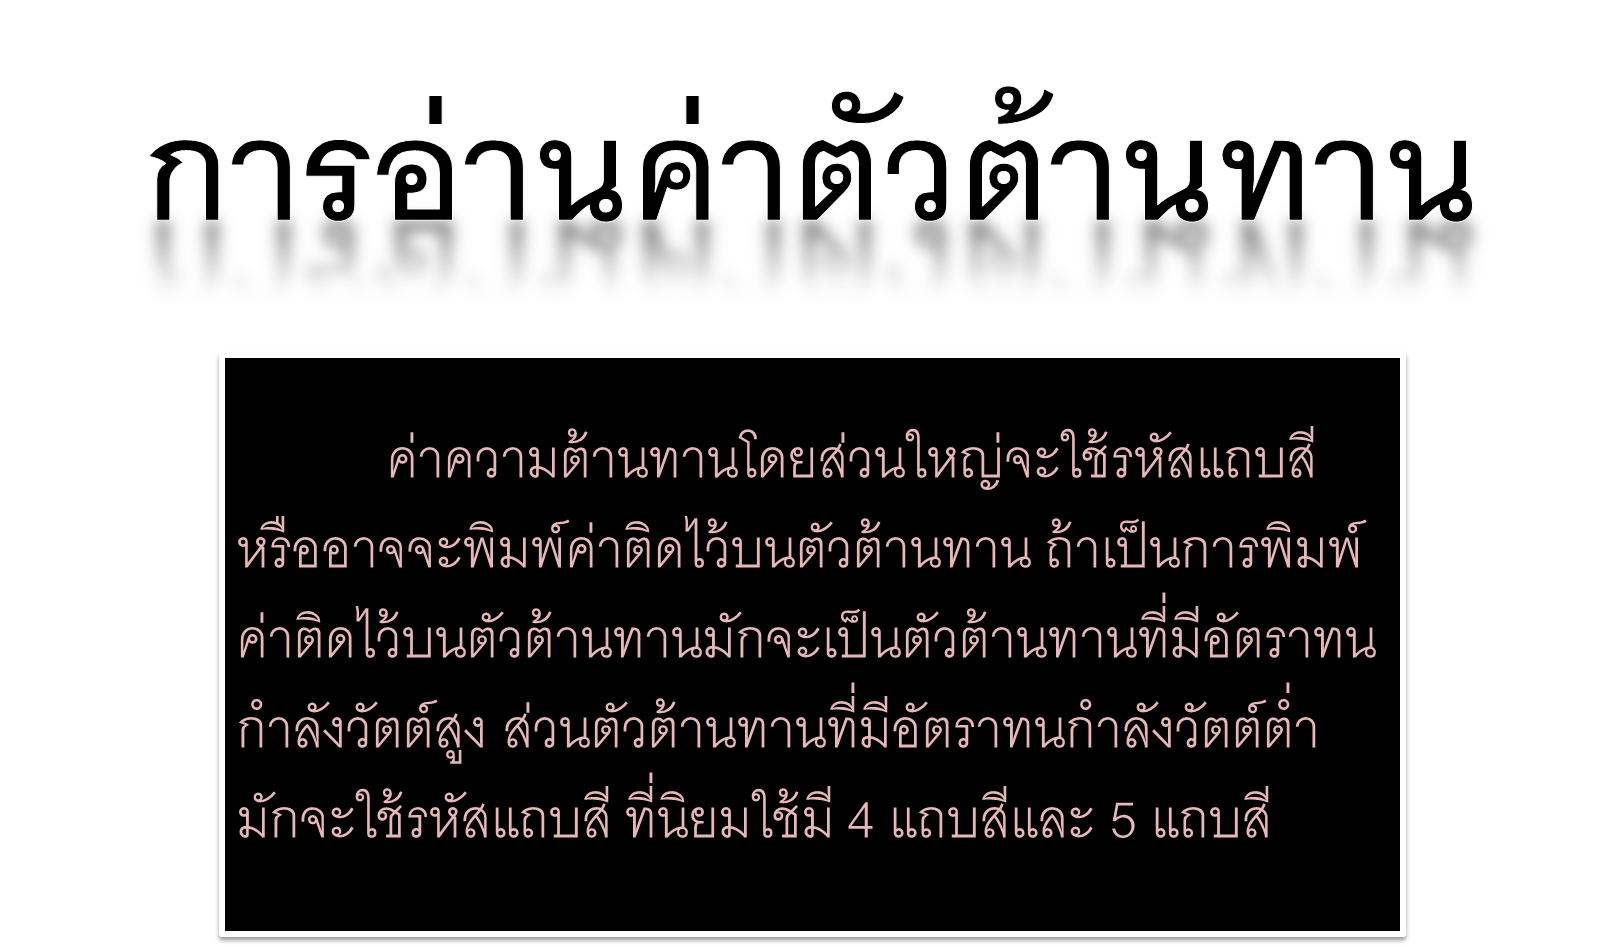 การอ่านค่าตัวต้านทาน
ค่าความต้านทานโดยส่วนใหญ่จะใช้รหัสแถบสี
หรืออาจจะพิมพ์ค่าติดไว้บนตัวต้านทาน ถ้าเป็นการพิมพ์
ค่าติดไว้บนตัวต้านทานมักจะเป็นตัวต้านทานที่มีอัตราทน
กำลังวัตต์สูง ส่วนตัวต้านทานที่มีอัตราทนกำลังวัตต์ต่ำ
มักจะใช้รหัสแถบสี ที่นิยมใช้มี 4 แถบสีและ 5 แถบสี